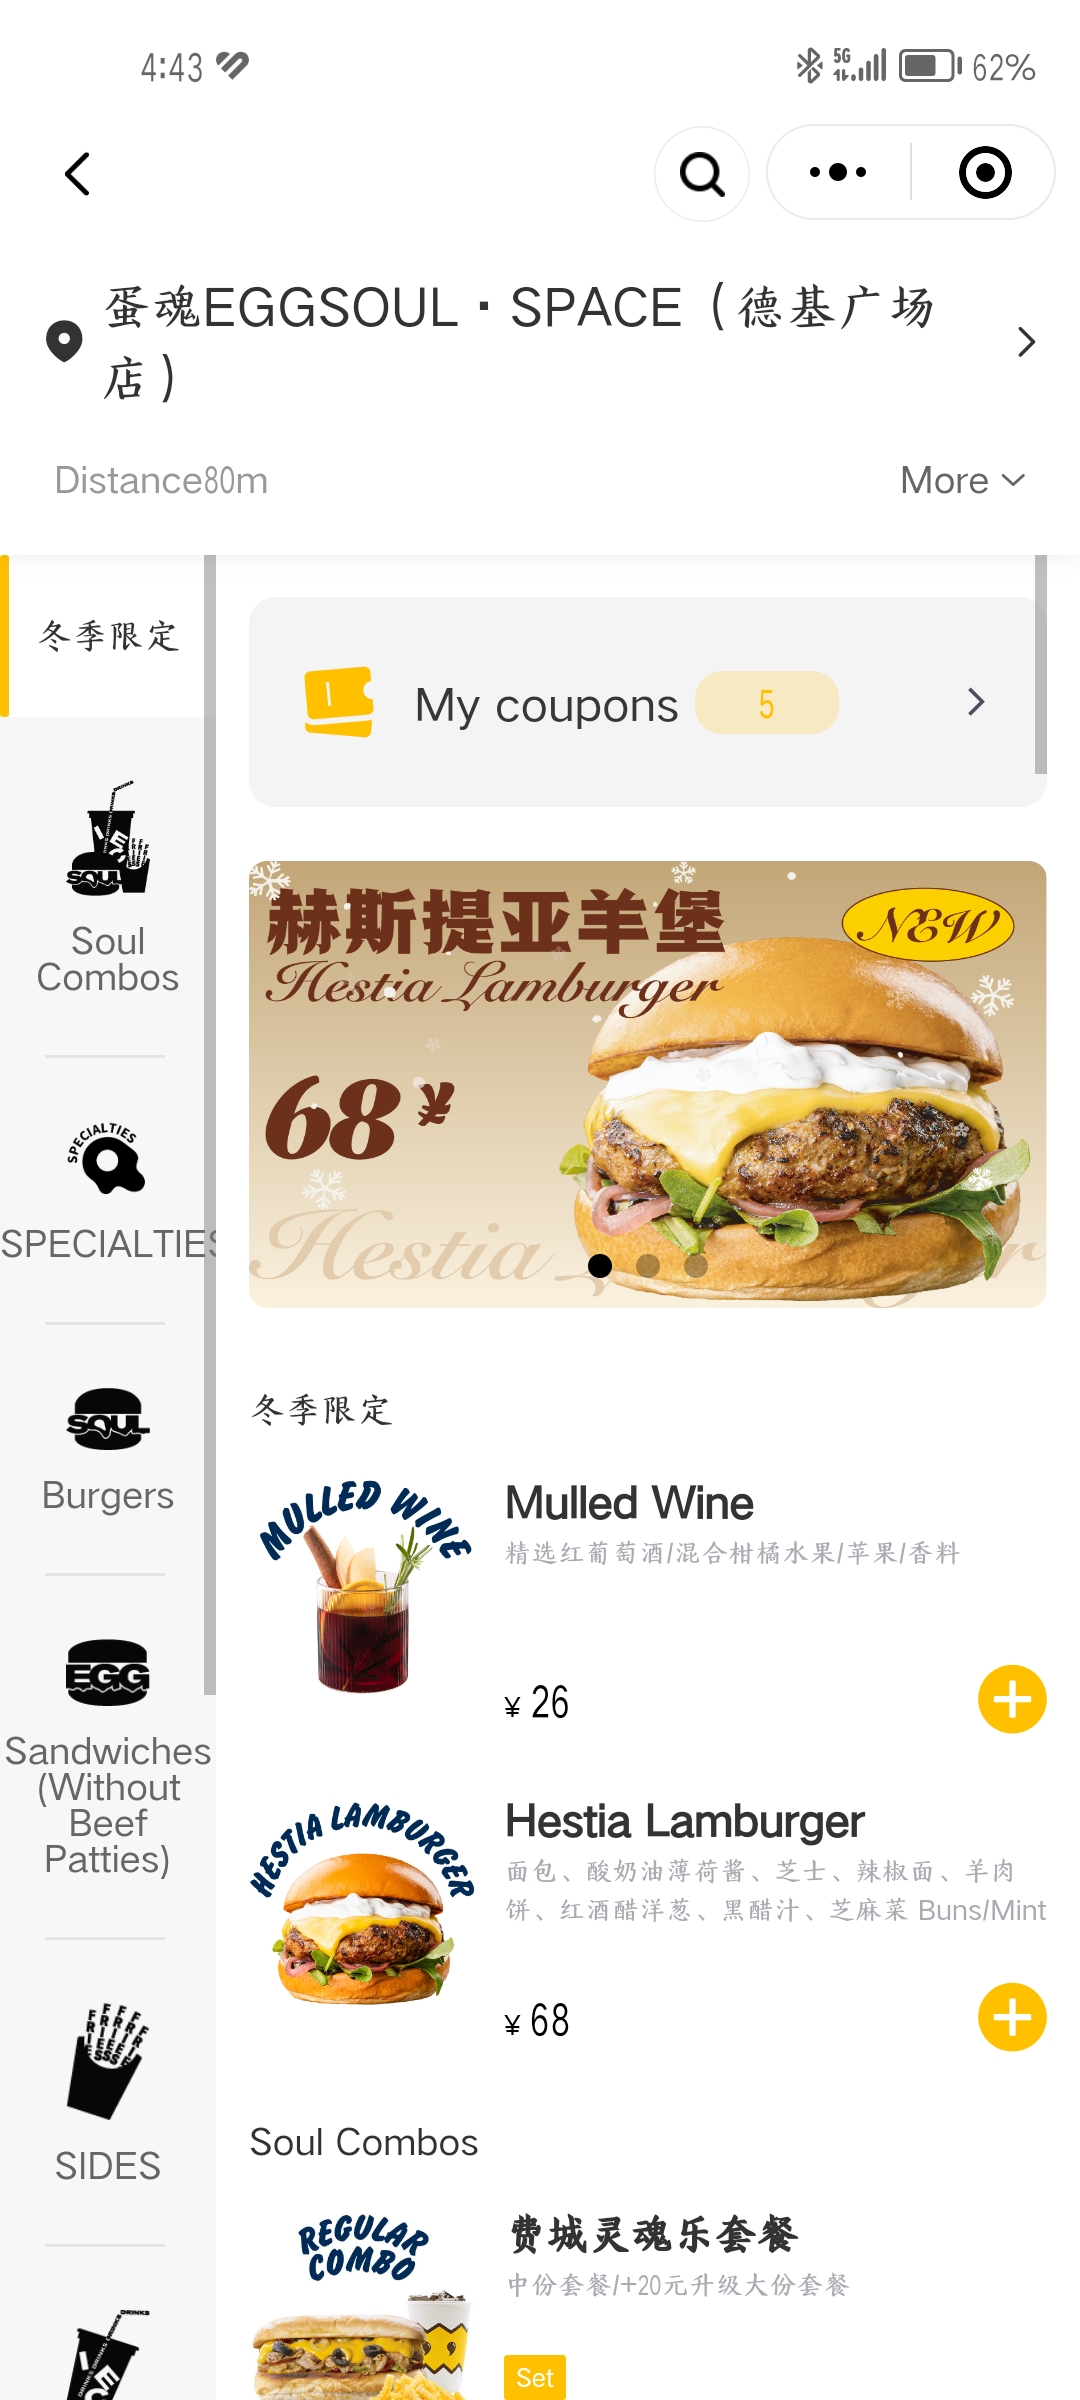 4:43
5G
62%
蛋魂EGGSOUL · SPACE（德基广场
店）
Distance80m
More
冬季限定
My coupons 5
赫斯提亚羊堡
NEW
Hestia Lamburger
68¥
Hestia
冬季限定
SOUL
Soul
Combos
SPECIALTIES
SPECIALTIES
SOUL
Burgers
EGG
Sandwiches
(Without
Beef
Patties)
SIDES
DRINKS
MULLED WINE
Mulled Wine
精选红葡萄酒/混合柑橘水果/苹果/香料
¥ 26
HESTIA LAMBURGER
Hestia Lamburger
面包、酸奶油薄荷酱、芝士、辣椒面、羊肉
饼、红酒醋洋葱、黑醋汁、芝麻菜 Buns/Mint
¥ 68
Soul Combos
REGULAR
COMBO
费城灵魂乐套餐
中份套餐/+20元升级大份套餐
Set